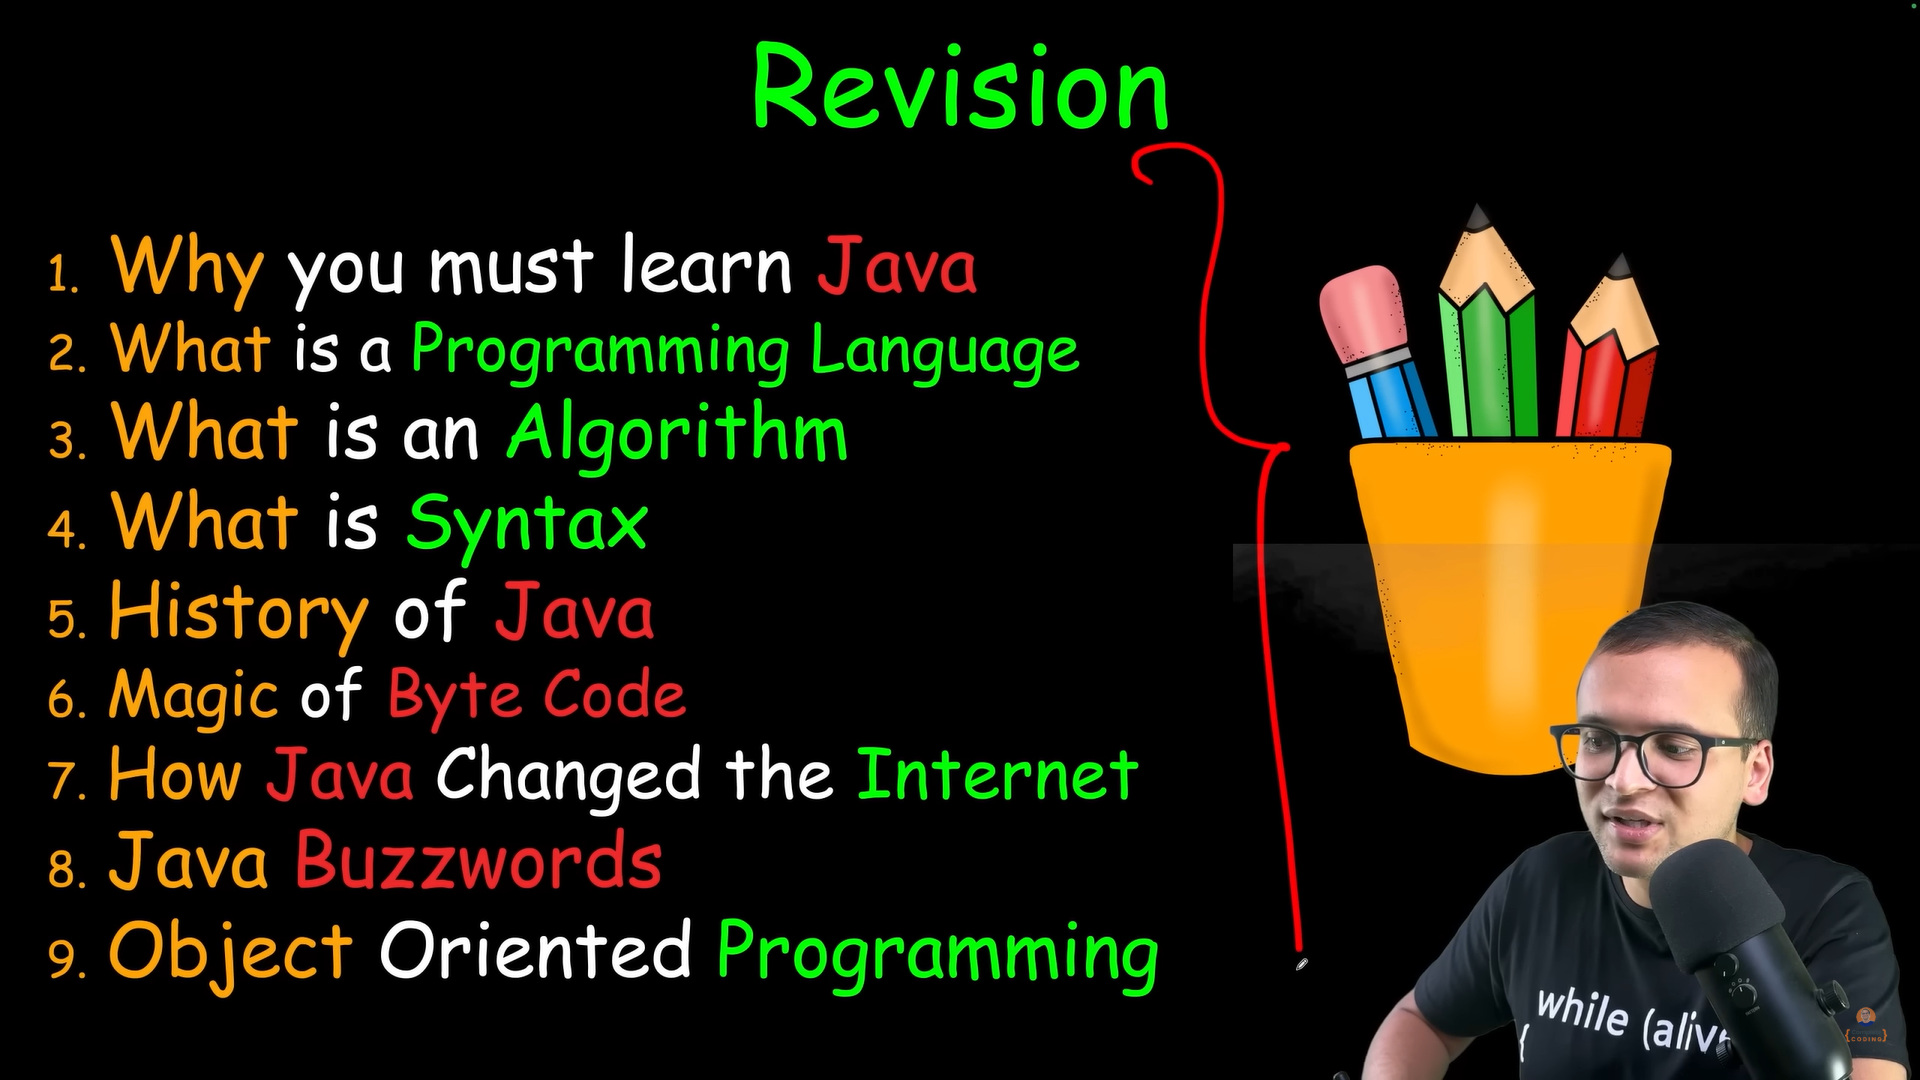 Revision
1. Why you must learn Java
2. What is a Programming Language
3. What is an Algorithm
4. What is Syntax
5. History of Java
6. Magic of Byte Code
7. How Java Changed the Internet
8. Java Buzzwords
9. Object Oriented Programming
while (alive
{
CODING